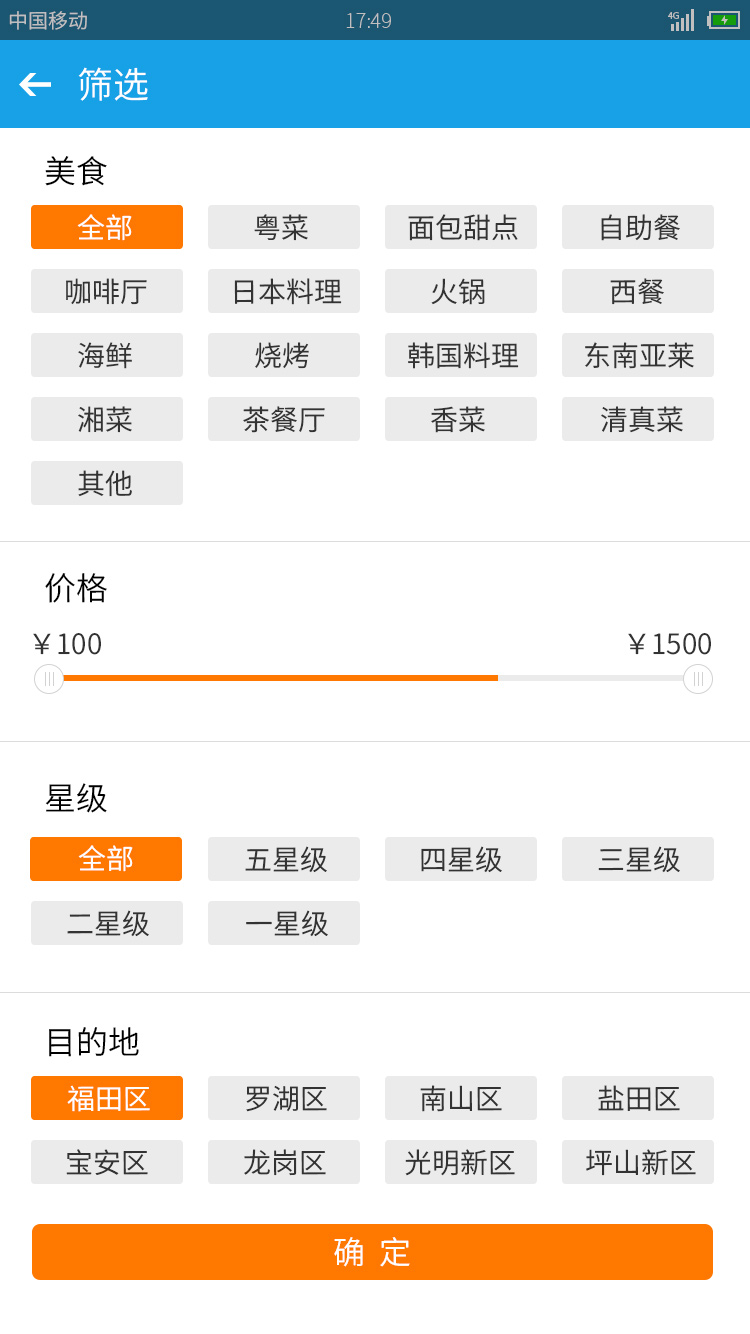 中国移动 17:49 4G
筛选
美食
全部 粤菜 面包甜点 自助餐
咖啡厅 日本料理 火锅 西餐
海鲜 烧烤 韩国料理 东南亚莱
湘菜 茶餐厅 香菜 清真菜
其他
价格
￥100 ￥1500
星级
全部 五星级 四星级 三星级
二星级 一星级
目的地
福田区 罗湖区 南山区 盐田区
宝安区 龙岗区 光明新区 坪山新区
确 定